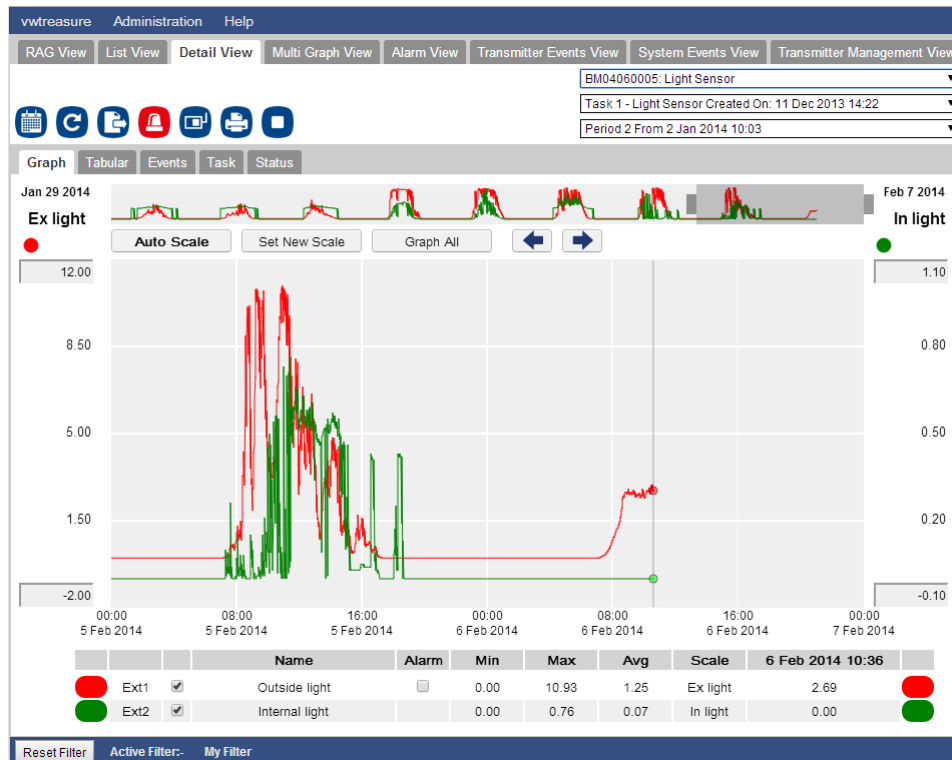 vwtreasure Administration Help
RAG View List View Detail View Multi Graph View Alarm View Transmitter Events View System Events View Transmitter Management View
BM04060005: Light Sensor
Task 1 - Light Sensor Created On: 11 Dec 2013 14:22
Period 2 From 2 Jan 2014 10:03
Graph Tabular Events Task Status
Jan 29 2014 Feb 7 2014
Ex light In light
Auto Scale Set New Scale Graph All
12.00 1.10
8.50 0.80
5.00 0.50
1.50 0.20
-2.00 -0.10
00:00 08:00 16:00 00:00 08:00 16:00 00:00
5 Feb 2014 5 Feb 2014 5 Feb 2014 6 Feb 2014 6 Feb 2014 6 Feb 2014 7 Feb 2014
Name Alarm Min Max Avg Scale 6 Feb 2014 10:36
Ext1 Outside light 0.00 10.93 1.25 Ex light 2.69
Ext2 Internal light 0.00 0.76 0.07 In light 0.00
Reset Filter Active Filter:- My Filter